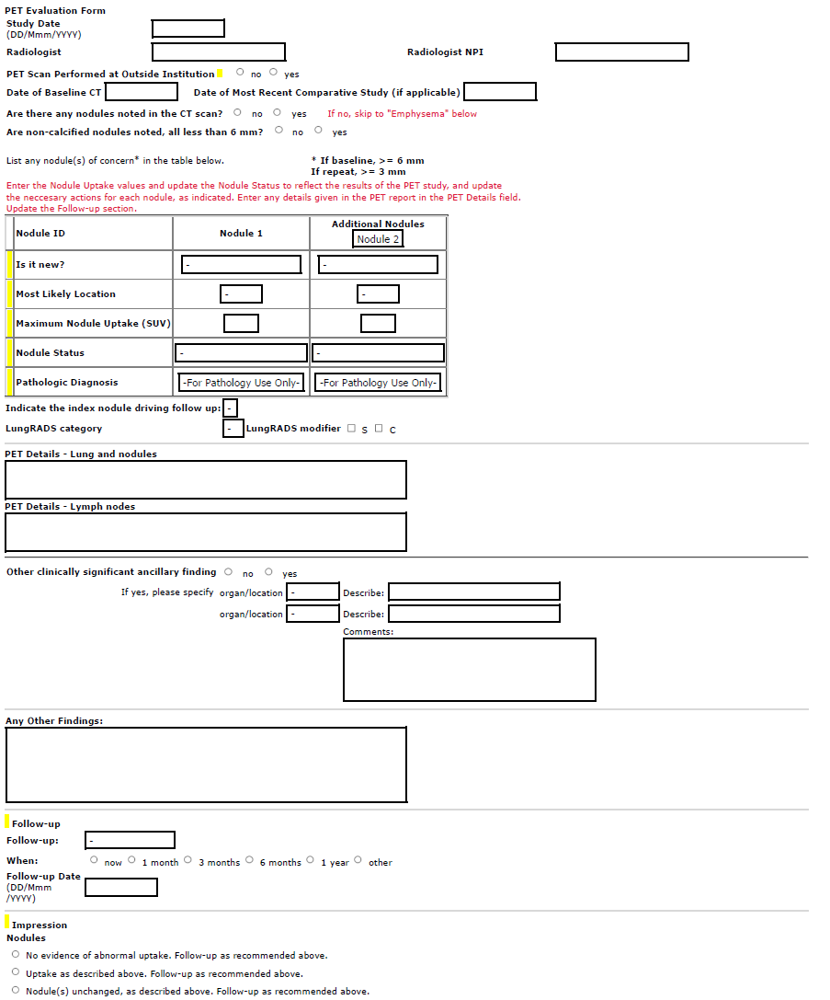 PET Evaluation Form
Study Date
(DD/Mmm/YYYY)
Radiologist Radiologist NPI
PET Scan Performed at Outside Institution no yes
Date of Baseline CT Date of Most Recent Comparative Study (if applicable)
Are there any nodules noted in the CT scan? no yes If no, skip to "Emphysema" below
Are non-calcified nodules noted, all less than 6 mm? no yes
List any nodule(s) of concern* in the table below. * If baseline, >= 6 mm
If repeat, >= 3 mm
Enter the Nodule Uptake values and update the Nodule Status to reflect the results of the PET study, and update
the neccesary actions for each nodule, as indicated. Enter any details given in the PET report in the PET Details field.
Update the Follow-up section.
Nodule ID Nodule 1 Additional Nodules
Nodule 2
Is it new? - -
Most Likely Location - -
Maximum Nodule Uptake (SUV)
Nodule Status - -
Pathologic Diagnosis -For Pathology Use Only- -For Pathology Use Only-
Indicate the index nodule driving follow up: -
LungRADS category - LungRADS modifier S C
PET Details - Lung and nodules
PET Details - Lymph nodes
Other clinically significant ancillary finding no yes
If yes, please specify organ/location - Describe:
organ/location - Describe:
Comments:
Any Other Findings:
Follow-up
Follow-up: -
When: now 1 month 3 months 6 months 1 year other
Follow-up Date
(DD/Mmm
/YYYY)
Impression
Nodules
No evidence of abnormal uptake. Follow-up as recommended above.
Uptake as described above. Follow-up as recommended above.
Nodule(s) unchanged, as described above. Follow-up as recommended above.